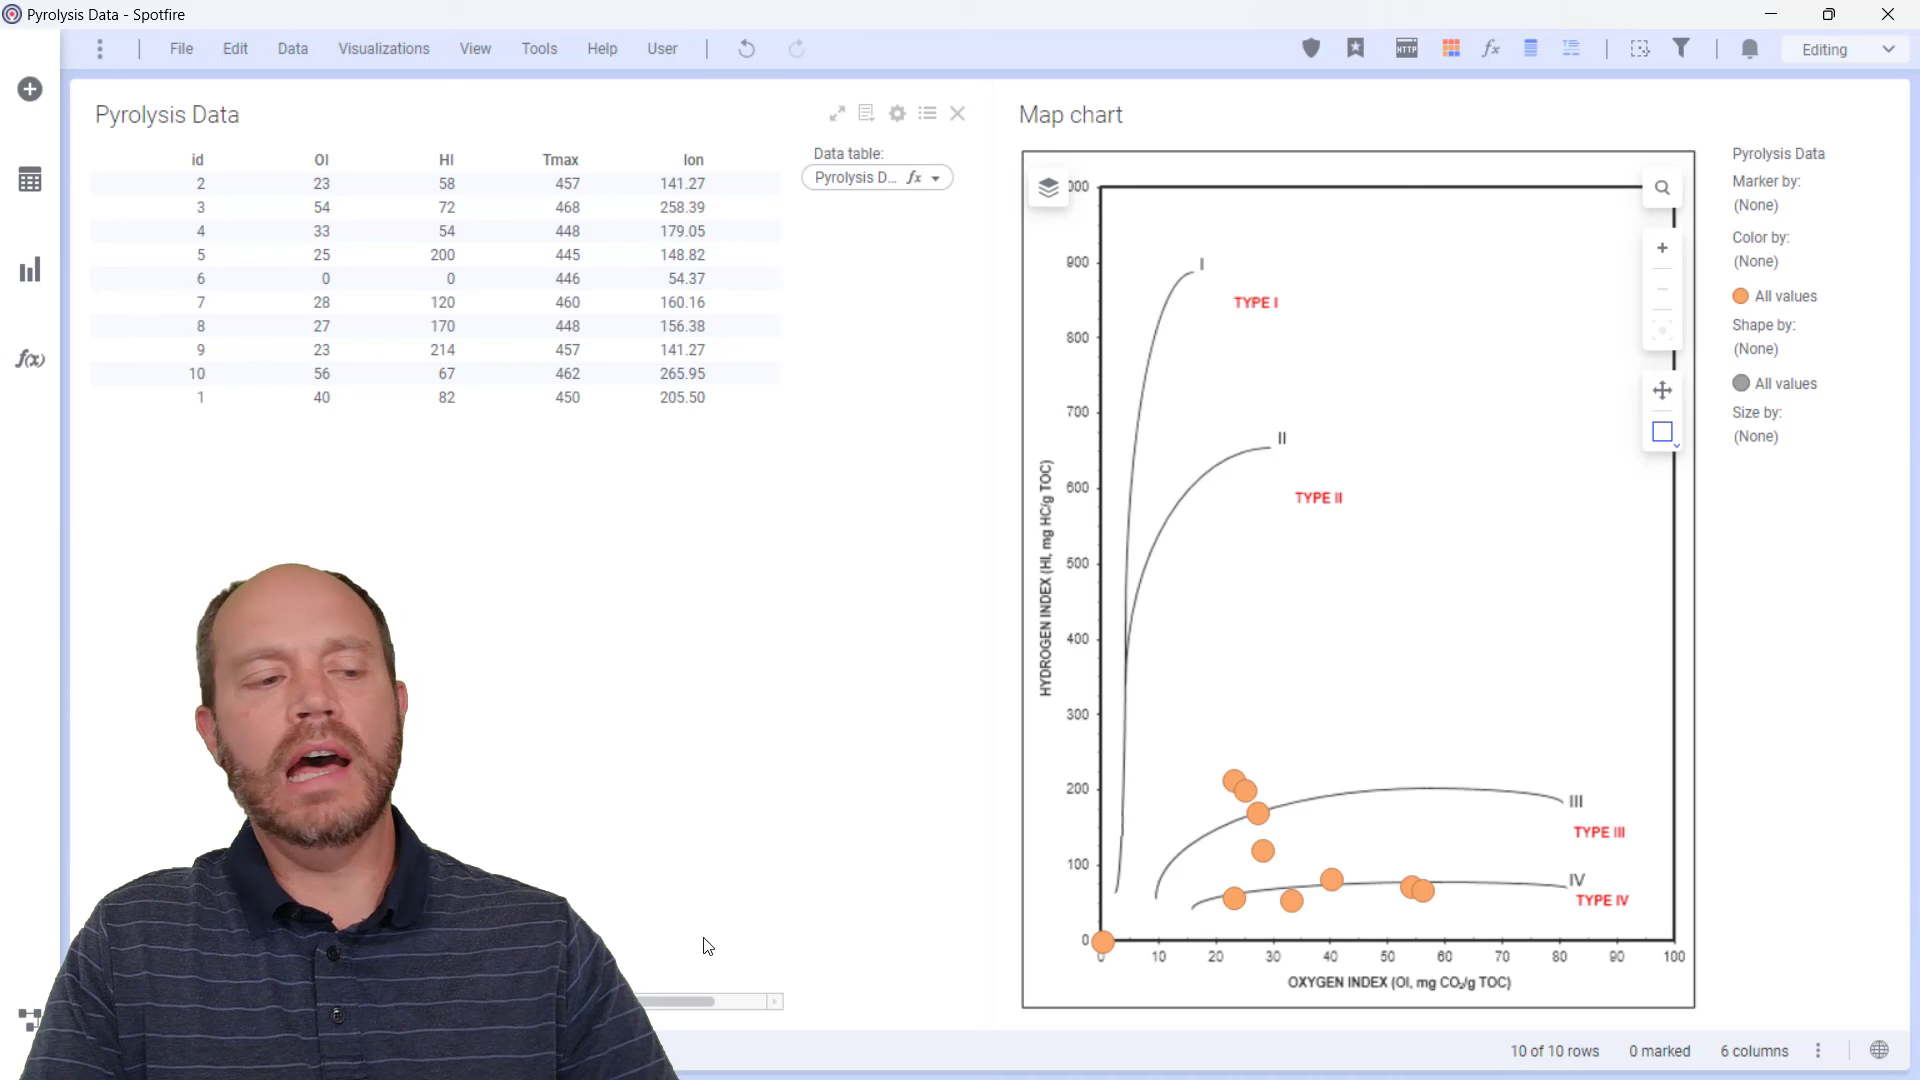 Pyrolysis Data - Spotfire
File Edit Data Visualizations View Tools Help User
HTTP
fx
Editing
f(x)
Pyrolysis Data
Data table:
Pyrolysis D... fx
id OI HI Tmax Ion
2 23 58 457 141.27
3 54 72 468 258.39
4 33 54 448 179.05
5 25 200 445 148.82
6 0 0 446 54.37
7 28 120 460 160.16
8 27 170 448 156.38
9 23 214 457 141.27
10 56 67 462 265.95
1 40 82 450 205.50
Map chart
000
900
800
700
600
500
400
300
200
100
0
HYDROGEN INDEX (HI, mg HC/g TOC)
I
TYPE I
II
TYPE II
III
TYPE III
IV
TYPE IV
0 10 20 30 40 50 60 70 80 90 100
OXYGEN INDEX (OI, mg CO₂/g TOC)
Pyrolysis Data
Marker by:
(None)
Color by:
(None)
All values
Shape by:
(None)
All values
Size by:
(None)
10 of 10 rows 0 marked 6 columns